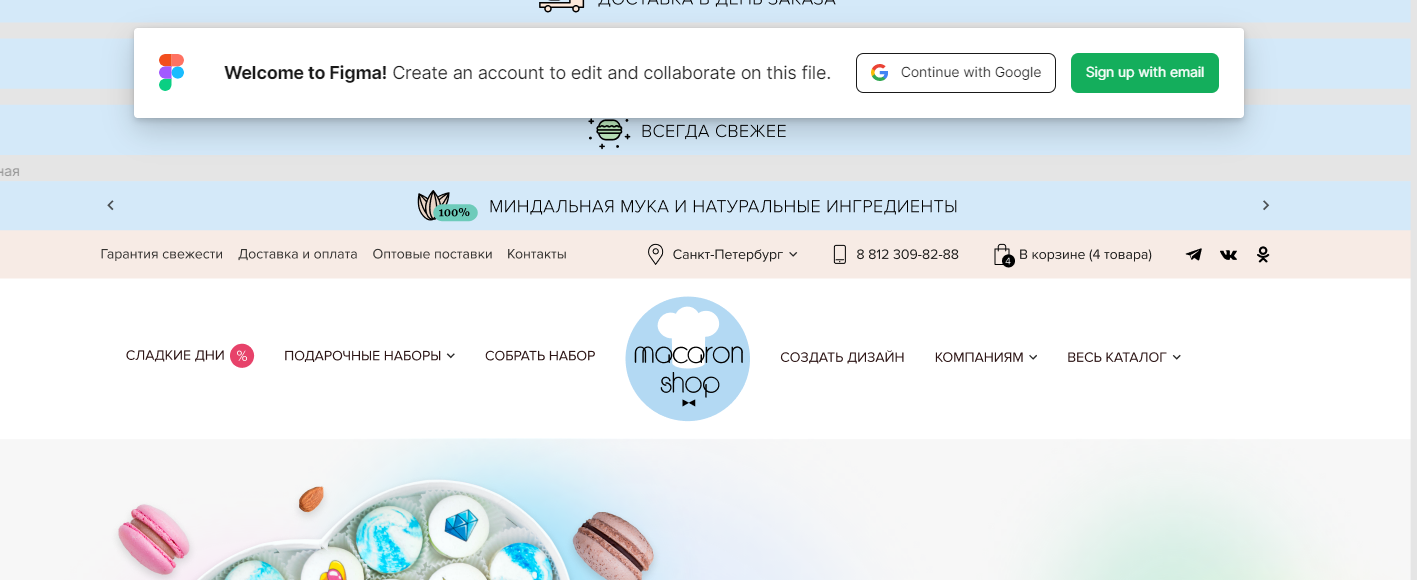 ДОСТАВКА В ДЕНЬ ЗАКАЗА
Welcome to Figma! Create an account to edit and collaborate on this file.
Continue with Google
Sign up with email
ВСЕГДА СВЕЖЕЕ
ная
100%
МИНДАЛЬНАЯ МУКА И НАТУРАЛЬНЫЕ ИНГРЕДИЕНТЫ
Гарантия свежести Доставка и оплата Оптовые поставки Контакты
Санкт-Петербург
8 812 309-82-88
4
В корзине (4 товара)
СЛАДКИЕ ДНИ %
ПОДАРОЧНЫЕ НАБОРЫ
СОБРАТЬ НАБОР
macaron
shop
СОЗДАТЬ ДИЗАЙН
КОМПАНИЯМ
ВЕСЬ КАТАЛОГ